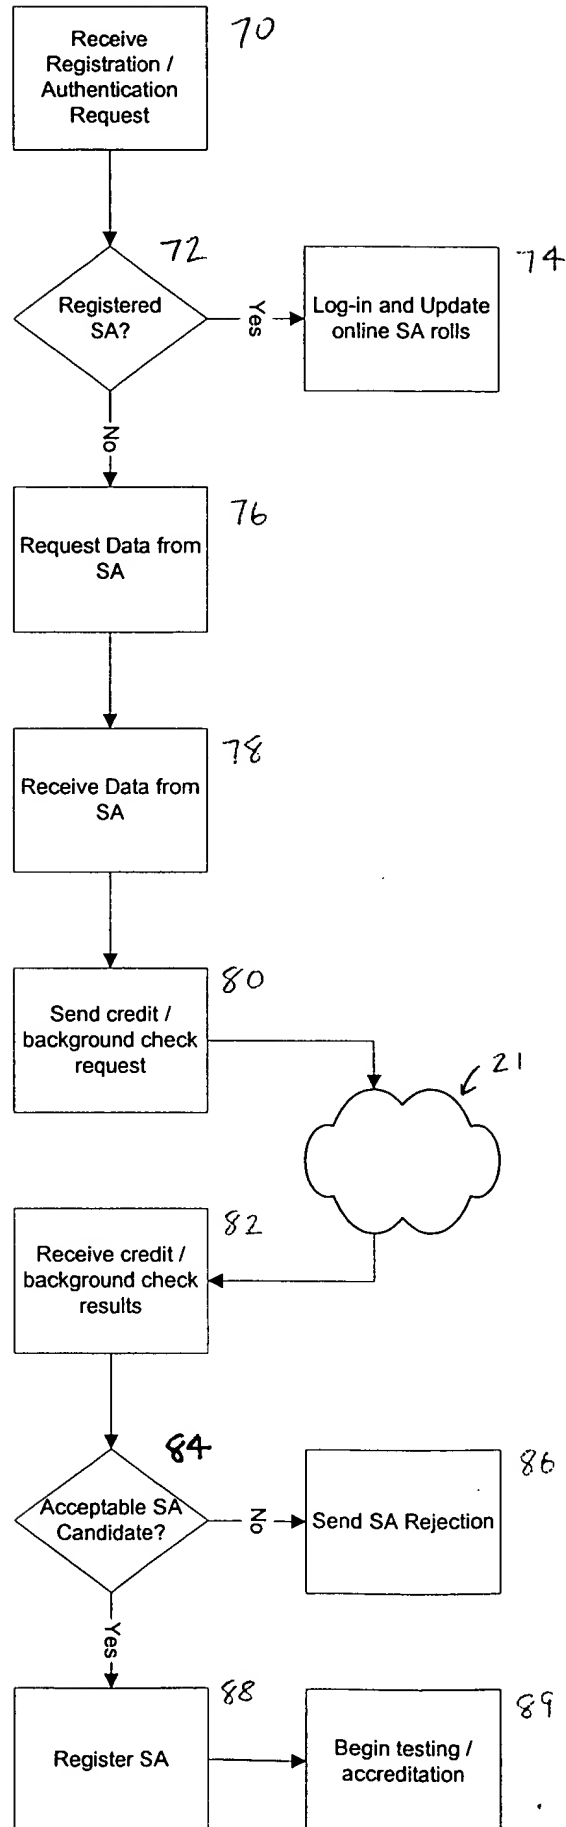 Receive
Registration /
Authentication
Request
70
72
Registered
SA?
Yes
74
Log-in and Update
online SA rolls
No
76
Request Data from
SA
78
Receive Data from
SA
80
Send credit /
background check
request
21
82
Receive credit /
background check
results
84
Acceptable SA
Candidate?
No
86
Send SA Rejection
Yes
88
Register SA
89
Begin testing /
accreditation